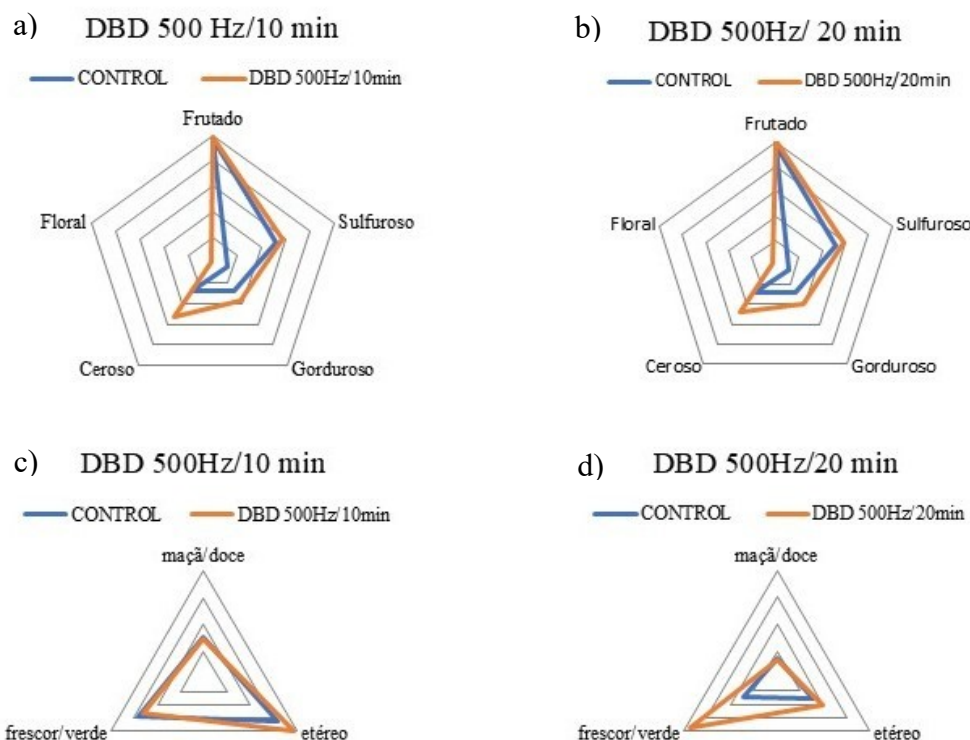 a) DBD 500 Hz/10 min
CONTROL DBD 500Hz/10min
Frutado
Floral Sulfuroso
Ceroso Gorduroso
b) DBD 500Hz/ 20 min
CONTROL DBD 500Hz/20min
Frutado
Floral Sulfuroso
Ceroso Gorduroso
c) DBD 500Hz/10 min
CONTROL DBD 500Hz/10min
maçã/doce
frescor/verde etéreo
d) DBD 500Hz/20 min
CONTROL DBD 500Hz/20min
maçã/doce
frescor/verde etéreo